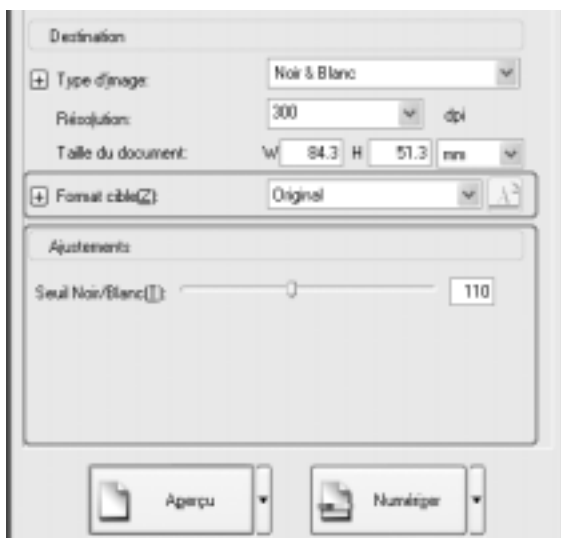 Destination
Type d'image: Noir & Blanc
Résolution: 300 dpi
Taille du document: W 84.3 H 51.3 mm
Format cible(Z): Original
Ajustements
Seuil Noir/Blanc(T): 110
Aperçu Numériser